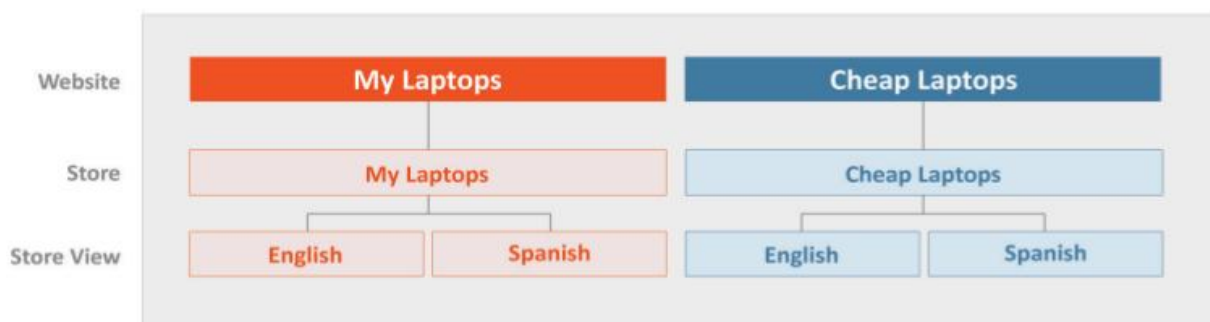 Website
My Laptops
Cheap Laptops
Store
My Laptops
Cheap Laptops
Store View
English
Spanish
English
Spanish